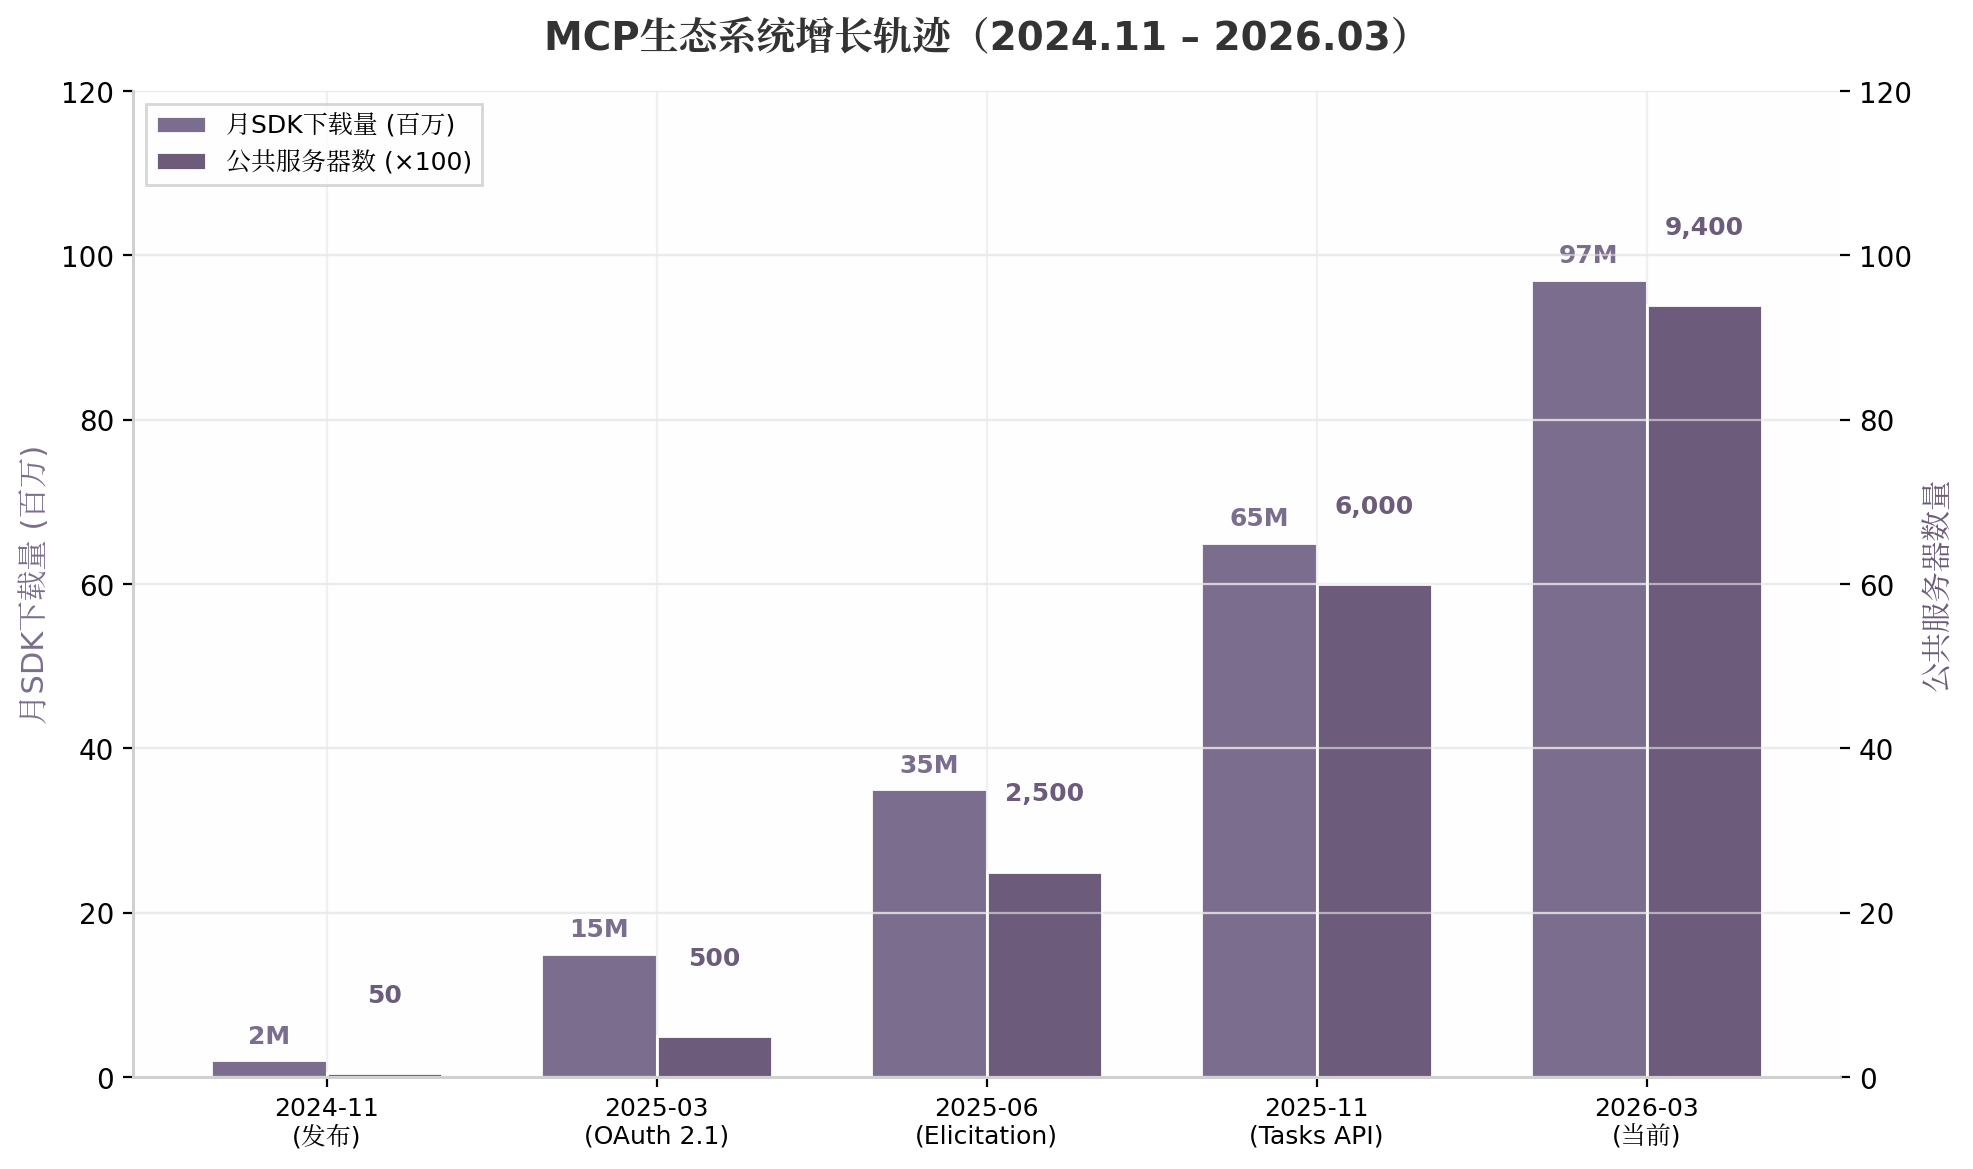 MCP生态系统增长轨迹（2024.11 – 2026.03）
月SDK下载量 (百万)
公共服务器数 (×100)
120
100
80
60
40
20
0
月SDK下载量 (百万)
120
100
80
60
40
20
0
公共服务器数量
2M
50
15M
500
35M
2,500
65M
6,000
97M
9,400
2024-11
(发布)
2025-03
(OAuth 2.1)
2025-06
(Elicitation)
2025-11
(Tasks API)
2026-03
(当前)